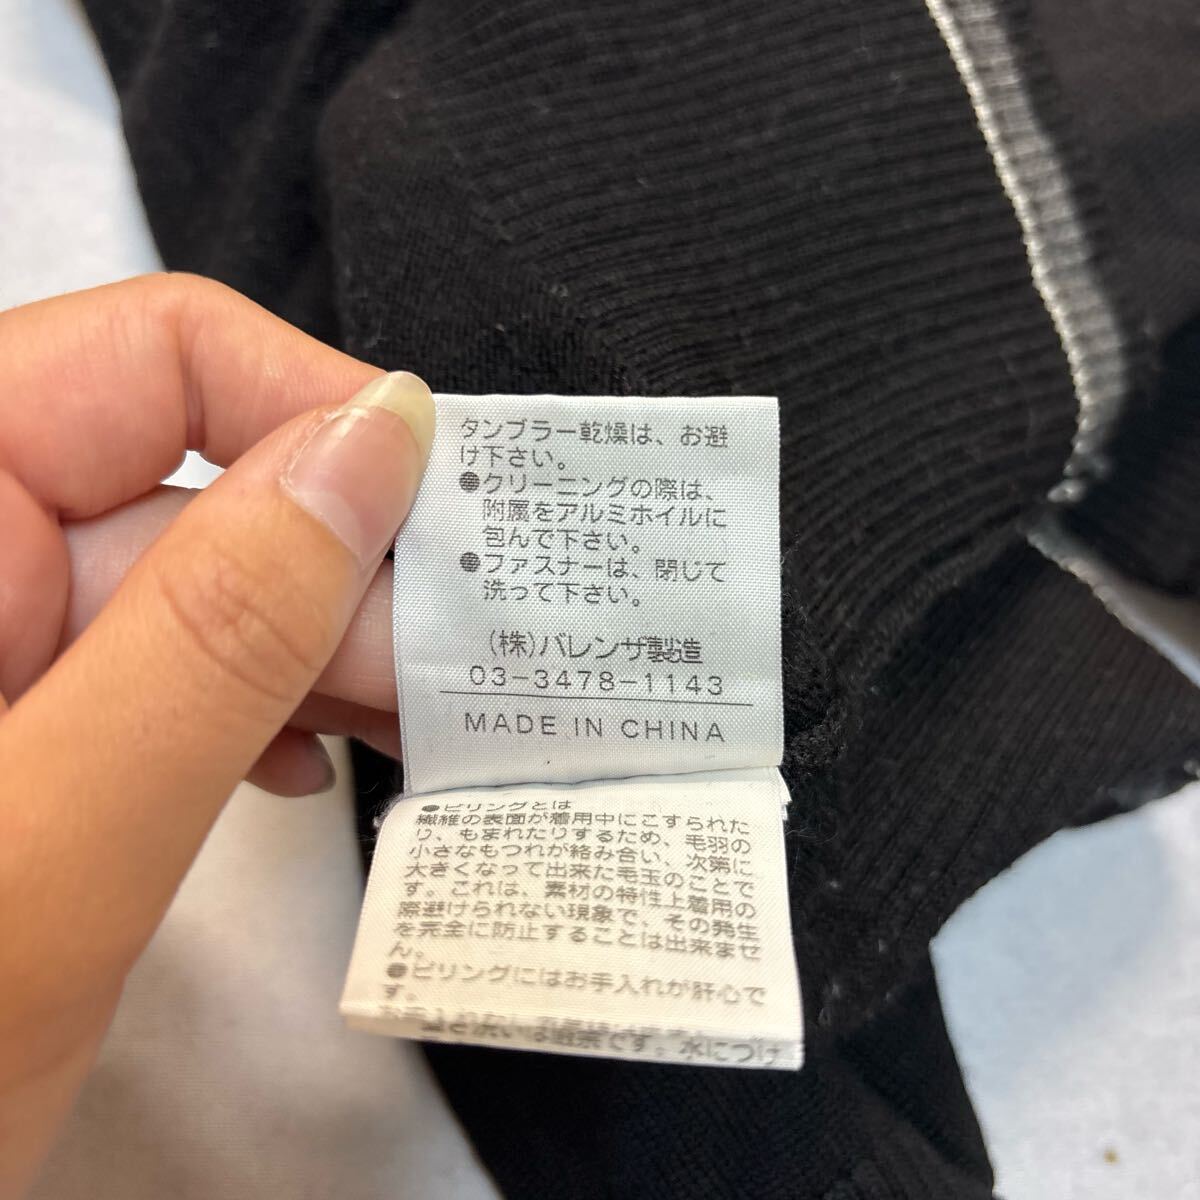 タンブラー乾燥は、お避
け下さい。
●クリーニングの際は、
附属をアルミホイルに
包んで下さい。
●ファスナーは、閉じて
洗って下さい。
(株)バレンザ製造
03-3478-1143
MADE IN CHINA
●ピリングとは
繊維の表面が着用中にこすられた
り、もまれたりするため、毛羽の
小さなもつれが絡み合い、次第に
大きくなって出来た毛玉のことで
す。これは、素材の特性上着用の
際避けられない現象で、その発生
を完全に防止することは出来ませ
ん。
●ピリングにはお手入れが肝心で
す。
です。水につけ